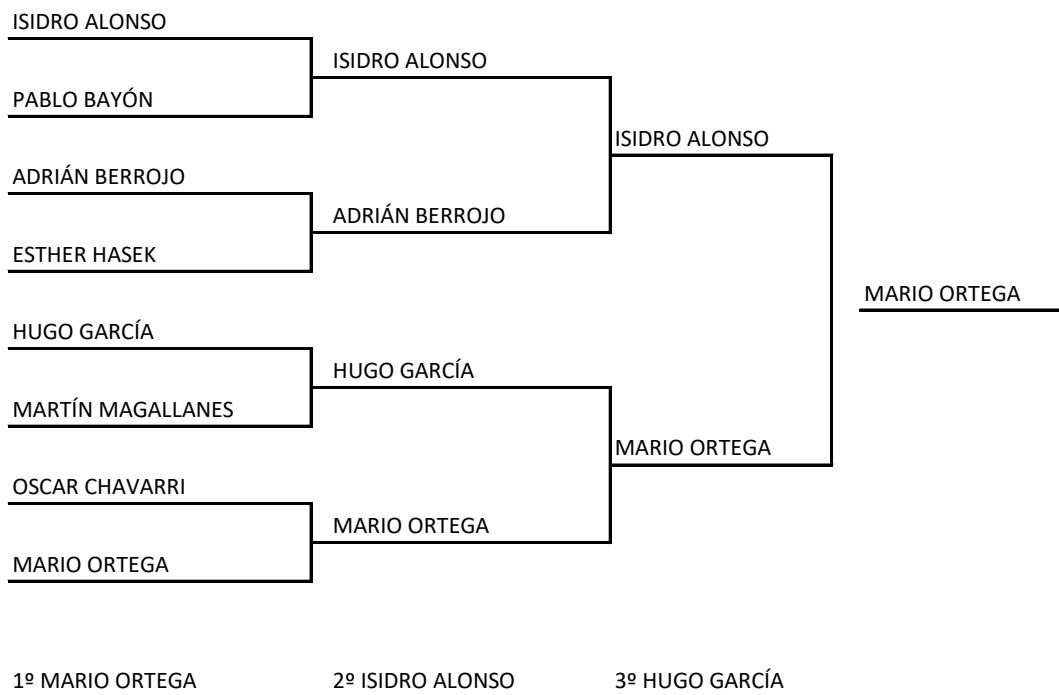 ISIDRO ALONSO
ISIDRO ALONSO
PABLO BAYÓN
ISIDRO ALONSO
ADRIÁN BERROJO
ADRIÁN BERROJO
ESTHER HASEK
MARIO ORTEGA
HUGO GARCÍA
HUGO GARCÍA
MARTÍN MAGALLANES
MARIO ORTEGA
OSCAR CHAVARRI
MARIO ORTEGA
MARIO ORTEGA
1º MARIO ORTEGA 2º ISIDRO ALONSO 3º HUGO GARCÍA